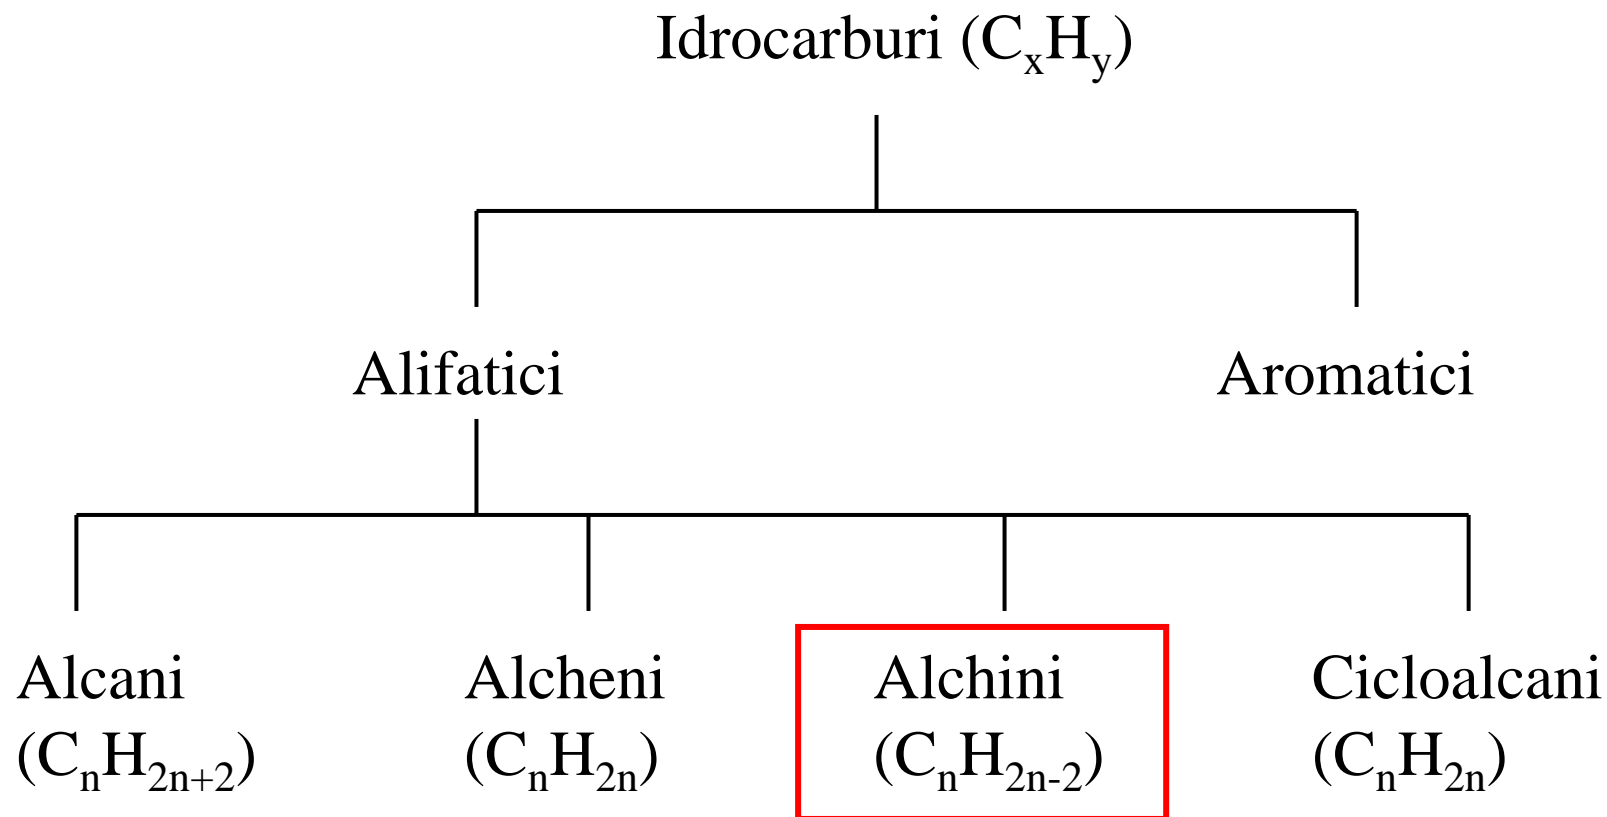 Idrocarburi (CxHy)
Alifatici
Aromatici
Alcani
(CnH2n+2)
Alcheni
(CnH2n)
Alchini
(CnH2n-2)
Cicloalcani
(CnH2n)